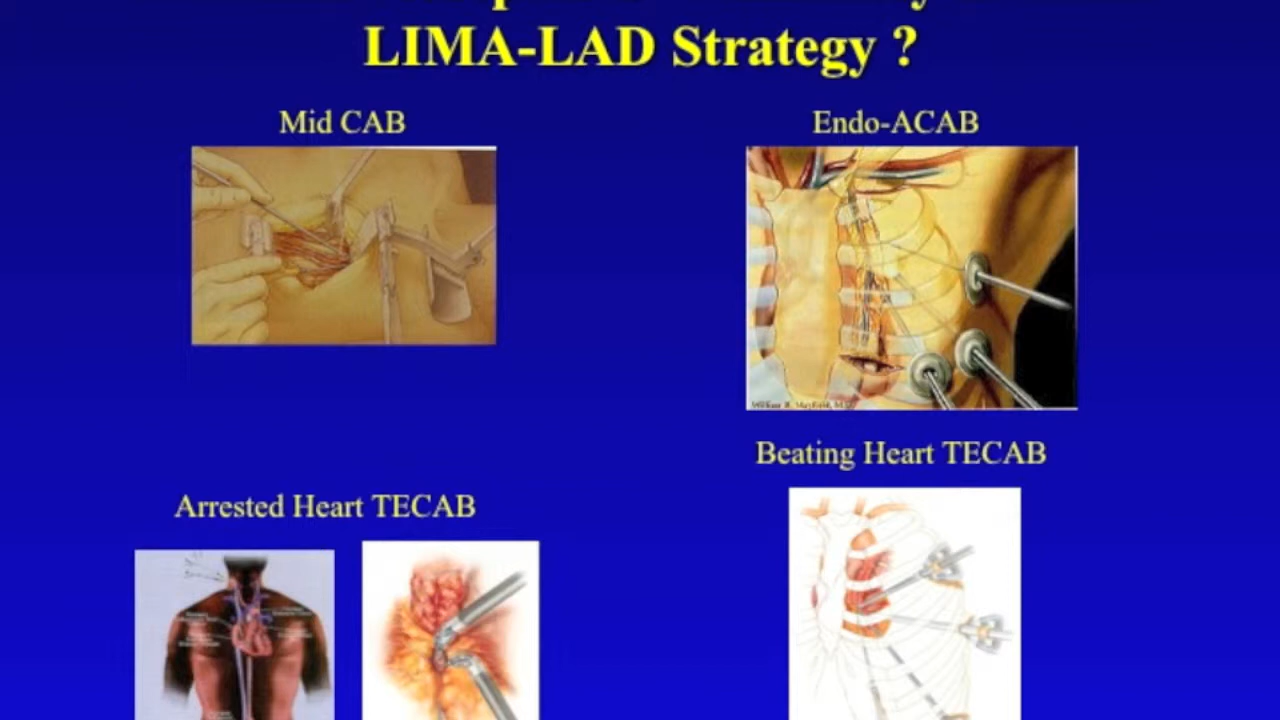 LIMA-LAD Strategy ?
Mid CAB
Endo-ACAB
Beating Heart TECAB
Arrested Heart TECAB